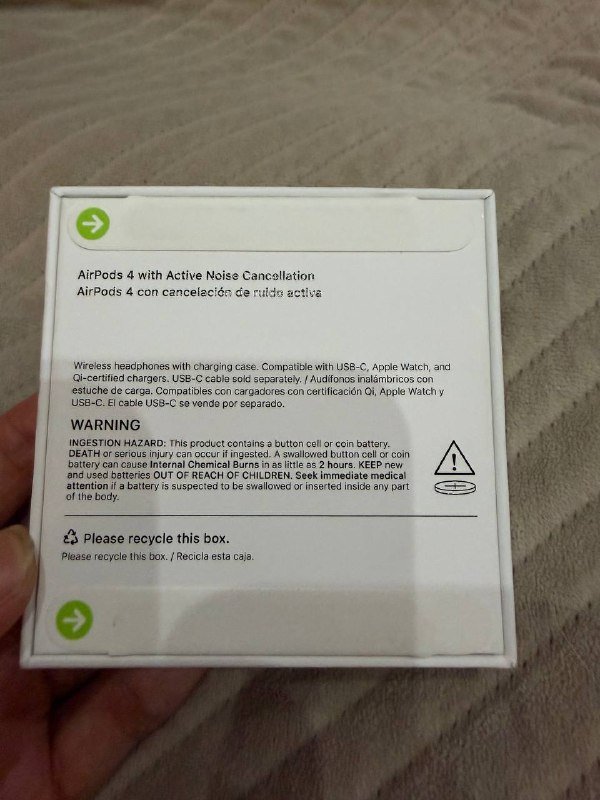 AirPods 4 with Active Noise Cancellation
AirPods 4 con cancelación de ruido activa
Wireless headphones with charging case. Compatible with USB-C, Apple Watch, and
Qi-certified chargers. USB-C cable sold separately. / Audífonos inalámbricos con
estuche de carga. Compatibles con cargadores con certificación Qi, Apple Watch y
USB-C. El cable USB-C se vende por separado.
WARNING
INGESTION HAZARD: This product contains a button cell or coin battery.
DEATH or serious injury can occur if ingested. A swallowed button cell or coin
battery can cause Internal Chemical Burns in as little as 2 hours. KEEP new
and used batteries OUT OF REACH OF CHILDREN. Seek immediate medical
attention if a battery is suspected to be swallowed or inserted inside any part
of the body.
Please recycle this box.
Please recycle this box. / Recicla esta caja.